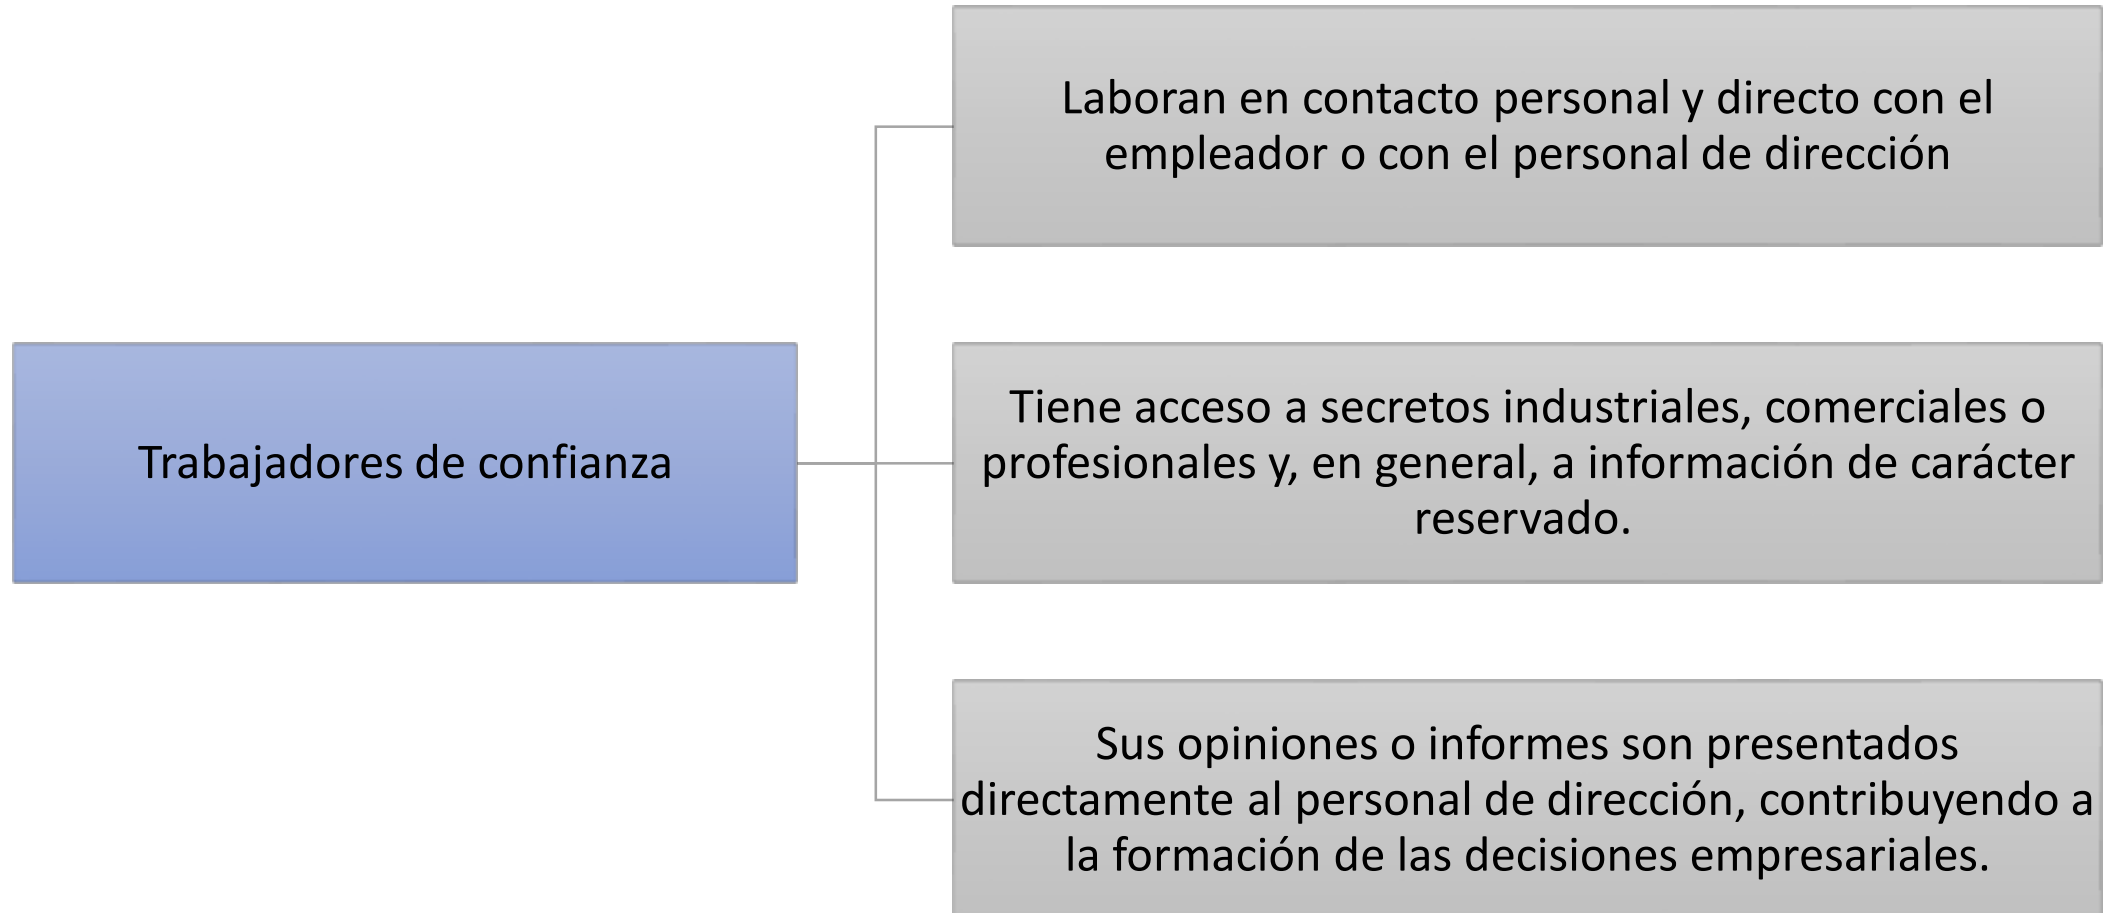 Trabajadores de confianza
Laboran en contacto personal y directo con el
empleador o con el personal de dirección
Tiene acceso a secretos industriales, comerciales o
profesionales y, en general, a información de carácter
reservado.
Sus opiniones o informes son presentados
directamente al personal de dirección, contribuyendo a
la formación de las decisiones empresariales.